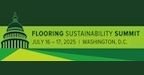 FLOORING SUSTAINABILITY SUMMIT
JULY 16 – 17, 2025 | WASHINGTON, D.C.